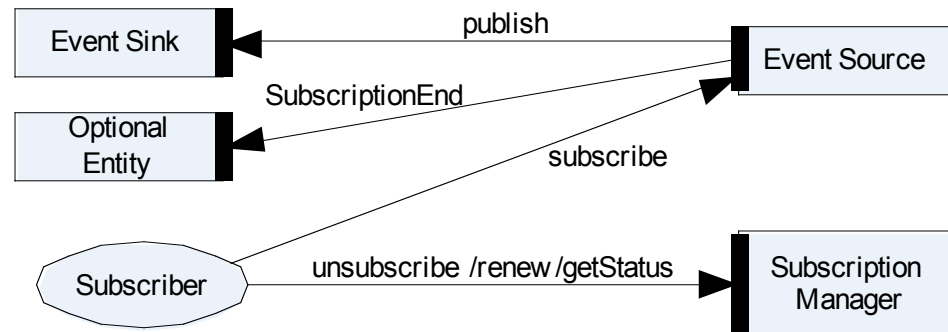 publish
Event Sink
Event Source
SubscriptionEnd
Optional
Entity
subscribe
unsubscribe /renew /getStatus
Subscriber
Subscription
Manager